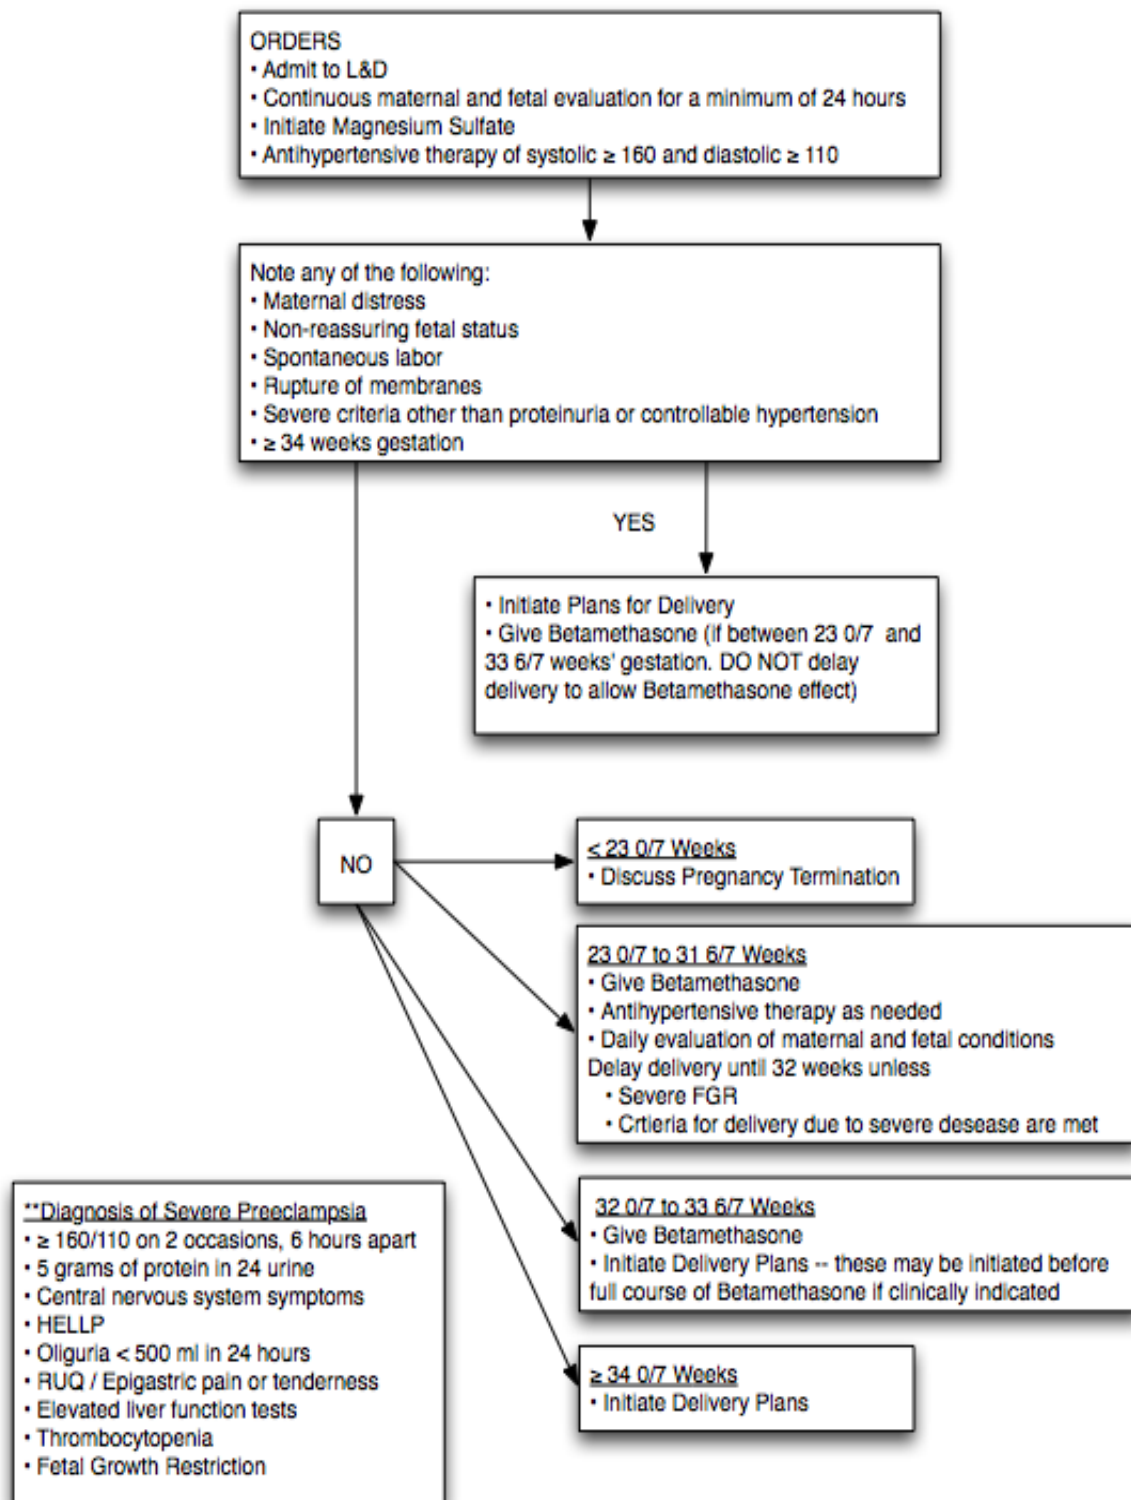 ORDERS
• Admit to L&D
• Continuous maternal and fetal evaluation for a minimum of 24 hours
• Initiate Magnesium Sulfate
• Antihypertensive therapy of systolic ≥ 160 and diastolic ≥ 110
Note any of the following:
• Maternal distress
• Non-reassuring fetal status
• Spontaneous labor
• Rupture of membranes
• Severe criteria other than proteinuria or controllable hypertension
• ≥ 34 weeks gestation
YES
• Initiate Plans for Delivery
• Give Betamethasone (if between 23 0/7 and
33 6/7 weeks' gestation. DO NOT delay
delivery to allow Betamethasone effect)
NO
< 23 0/7 Weeks
• Discuss Pregnancy Termination
23 0/7 to 31 6/7 Weeks
• Give Betamethasone
• Antihypertensive therapy as needed
• Daily evaluation of maternal and fetal conditions
Delay delivery until 32 weeks unless
• Severe FGR
• Crtieria for delivery due to severe desease are met
32 0/7 to 33 6/7 Weeks
• Give Betamethasone
• Initiate Delivery Plans -- these may be initiated before
full course of Betamethasone if clinically indicated
≥ 34 0/7 Weeks
• Initiate Delivery Plans
**Diagnosis of Severe Preeclampsia
• ≥ 160/110 on 2 occasions, 6 hours apart
• 5 grams of protein in 24 urine
• Central nervous system symptoms
• HELLP
• Oliguria < 500 ml in 24 hours
• RUQ / Epigastric pain or tenderness
• Elevated liver function tests
• Thrombocytopenia
• Fetal Growth Restriction